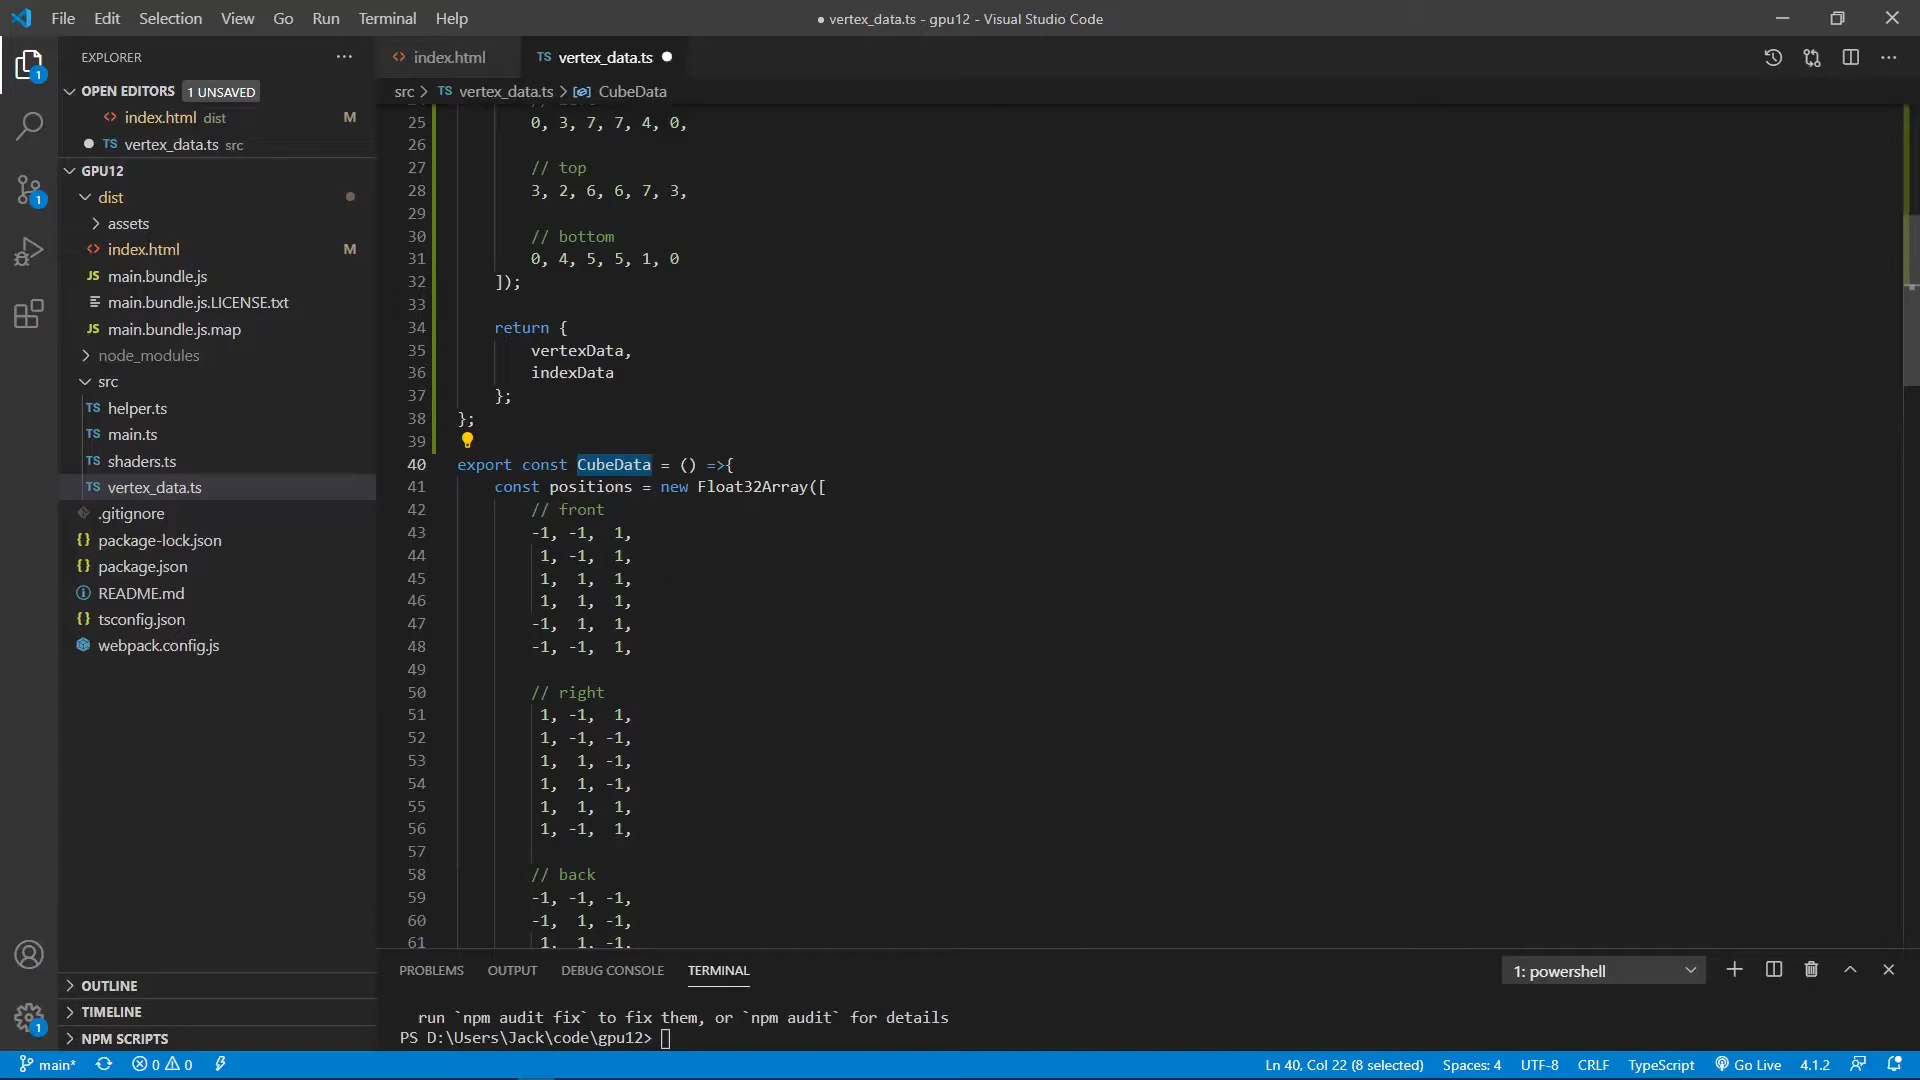 File Edit Selection View Go Run Terminal Help
● vertex_data.ts - gpu12 - Visual Studio Code
EXPLORER
OPEN EDITORS 1 UNSAVED
index.html dist M
TS vertex_data.ts src
GPU12
dist
assets
index.html M
JS main.bundle.js
main.bundle.js.LICENSE.txt
JS main.bundle.js.map
node_modules
src
TS helper.ts
TS main.ts
TS shaders.ts
TS vertex_data.ts
.gitignore
{} package-lock.json
{} package.json
README.md
{} tsconfig.json
webpack.config.js
OUTLINE
TIMELINE
NPM SCRIPTS
1
1
1
index.html
TS vertex_data.ts
src > TS vertex_data.ts > CubeData
25 0, 3, 7, 7, 4, 0,
26
27 // top
28 3, 2, 6, 6, 7, 3,
29
30 // bottom
31 0, 4, 5, 5, 1, 0
32 ]);
33
34 return {
35 vertexData,
36 indexData
37 };
38 };
39
40 export const CubeData = () =>{
41 const positions = new Float32Array([
42 // front
43 -1, -1, 1,
44 1, -1, 1,
45 1, 1, 1,
46 1, 1, 1,
47 -1, 1, 1,
48 -1, -1, 1,
49
50 // right
51 1, -1, 1,
52 1, -1, -1,
53 1, 1, -1,
54 1, 1, -1,
55 1, 1, 1,
56 1, -1, 1,
57
58 // back
59 -1, -1, -1,
60 -1, 1, -1,
61 1, 1, -1,
PROBLEMS OUTPUT DEBUG CONSOLE TERMINAL
1: powershell
run `npm audit fix` to fix them, or `npm audit` for details
PS D:\Users\Jack\code\gpu12>
main* 0 0
Ln 40, Col 22 (8 selected) Spaces: 4 UTF-8 CRLF TypeScript Go Live 4.1.2